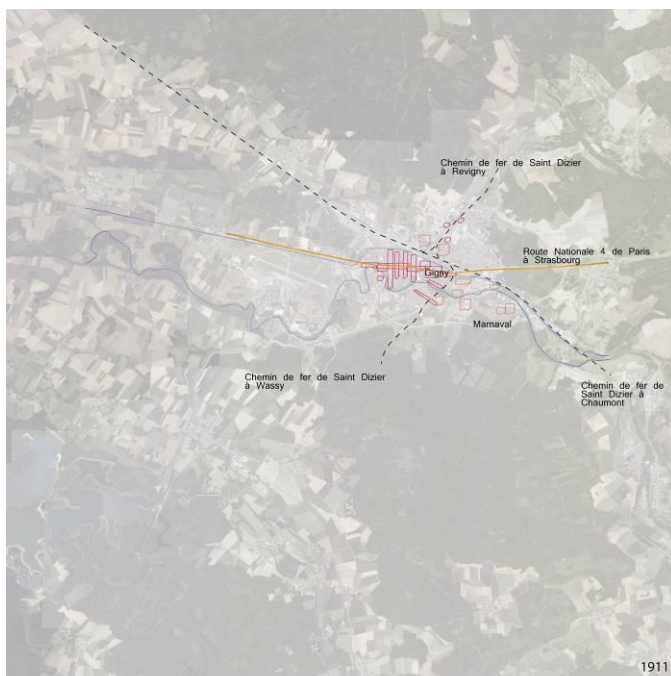 Chemin de fer de Saint Dizier
à Revigny
Route Nationale 4 de Paris
à Strasbourg
Gigny
Marnaval
Chemin de fer de Saint Dizier
à Wassy
Chemin de fer de
Saint Dizier à
Chaumont
1911